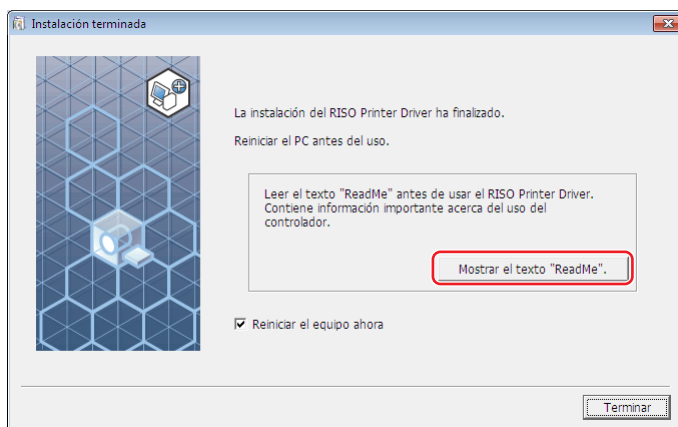 Instalación terminada
La instalación del RISO Printer Driver ha finalizado.
Reiniciar el PC antes del uso.
Leer el texto "ReadMe" antes de usar el RISO Printer Driver.
Contiene información importante acerca del uso del
controlador.
Mostrar el texto "ReadMe".
Reiniciar el equipo ahora
Terminar